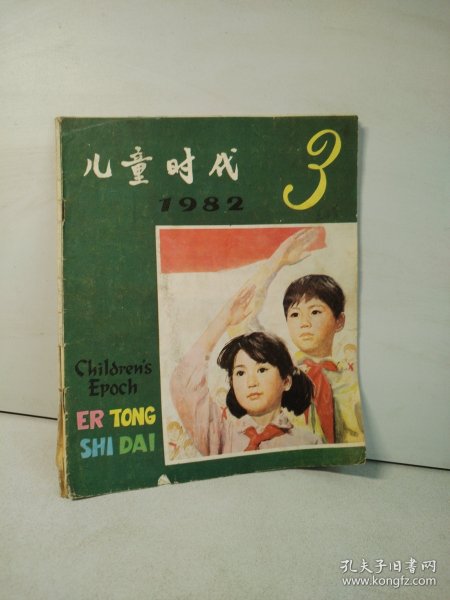 儿童时代
3
1982
Children's
Epoch
ER TONG
SHI DAI
孔夫子旧书网
www.kongfz.com